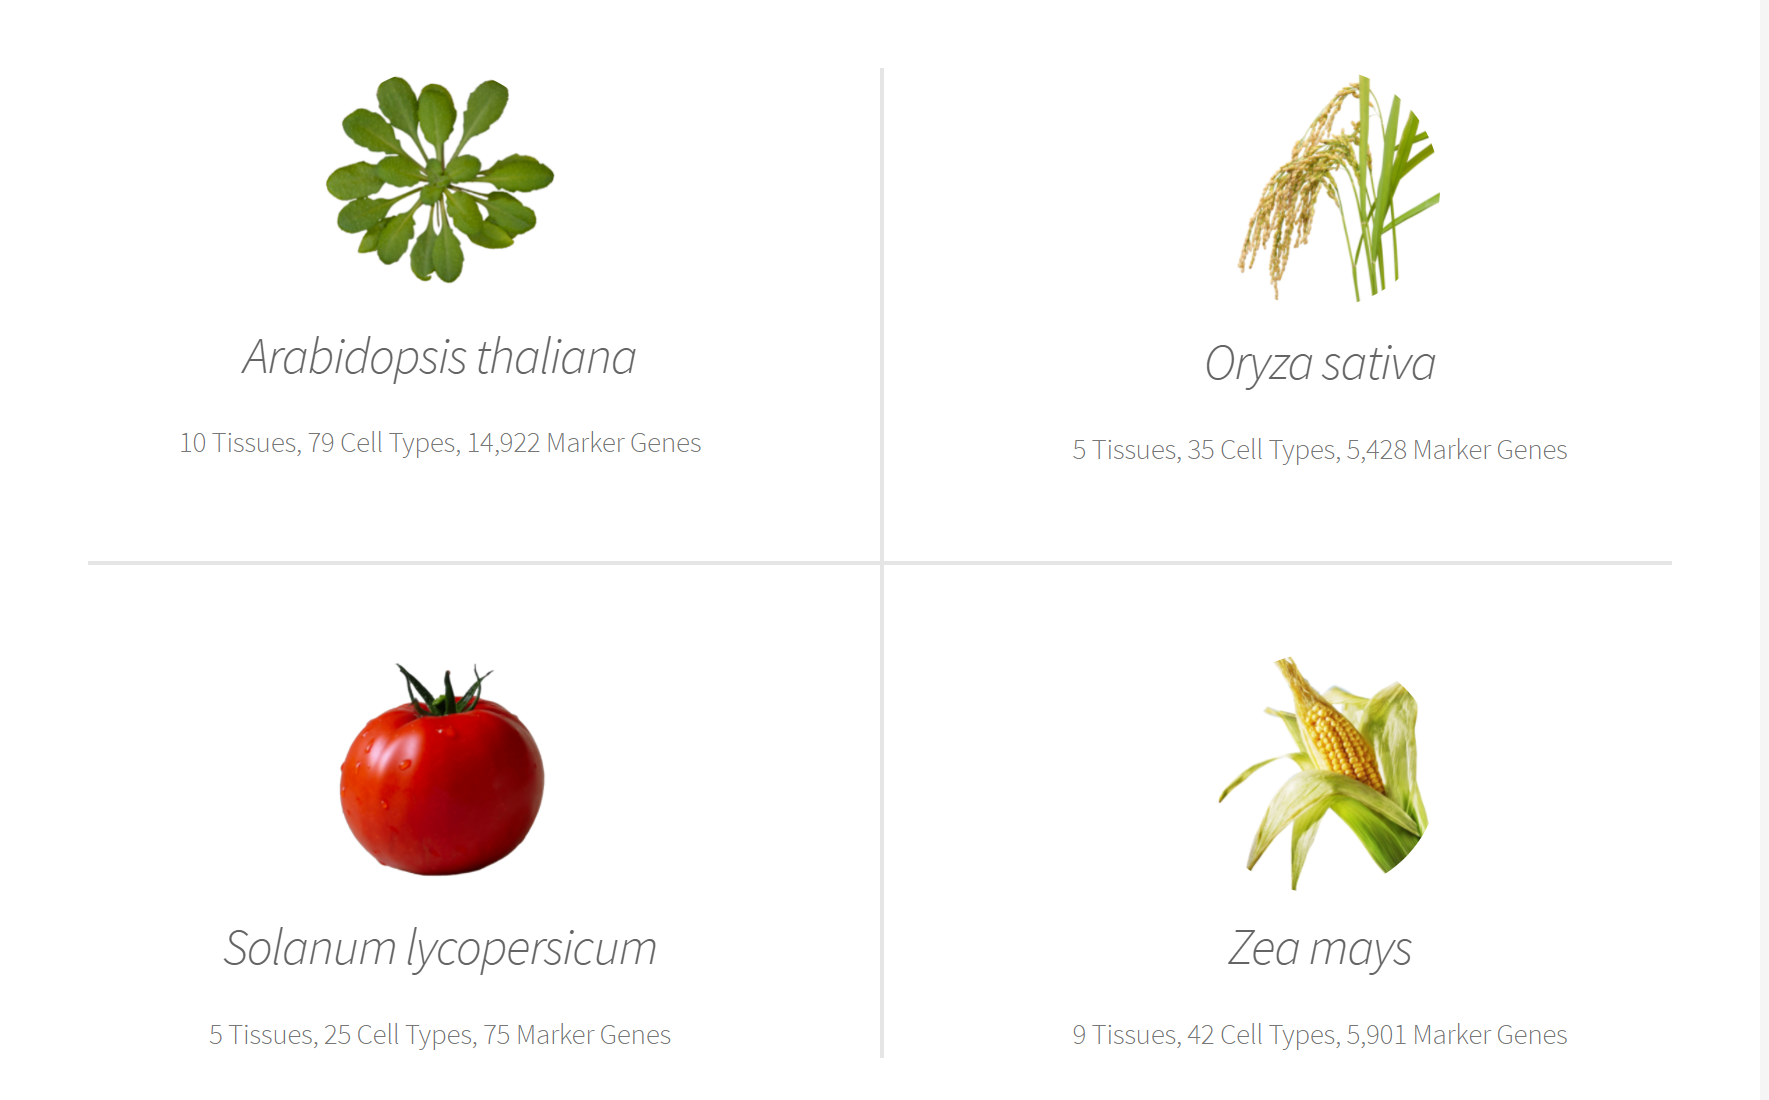 Arabidopsis thaliana
10 Tissues, 79 Cell Types, 14,922 Marker Genes
Oryza sativa
5 Tissues, 35 Cell Types, 5,428 Marker Genes
Solanum lycopersicum
5 Tissues, 25 Cell Types, 75 Marker Genes
Zea mays
9 Tissues, 42 Cell Types, 5,901 Marker Genes